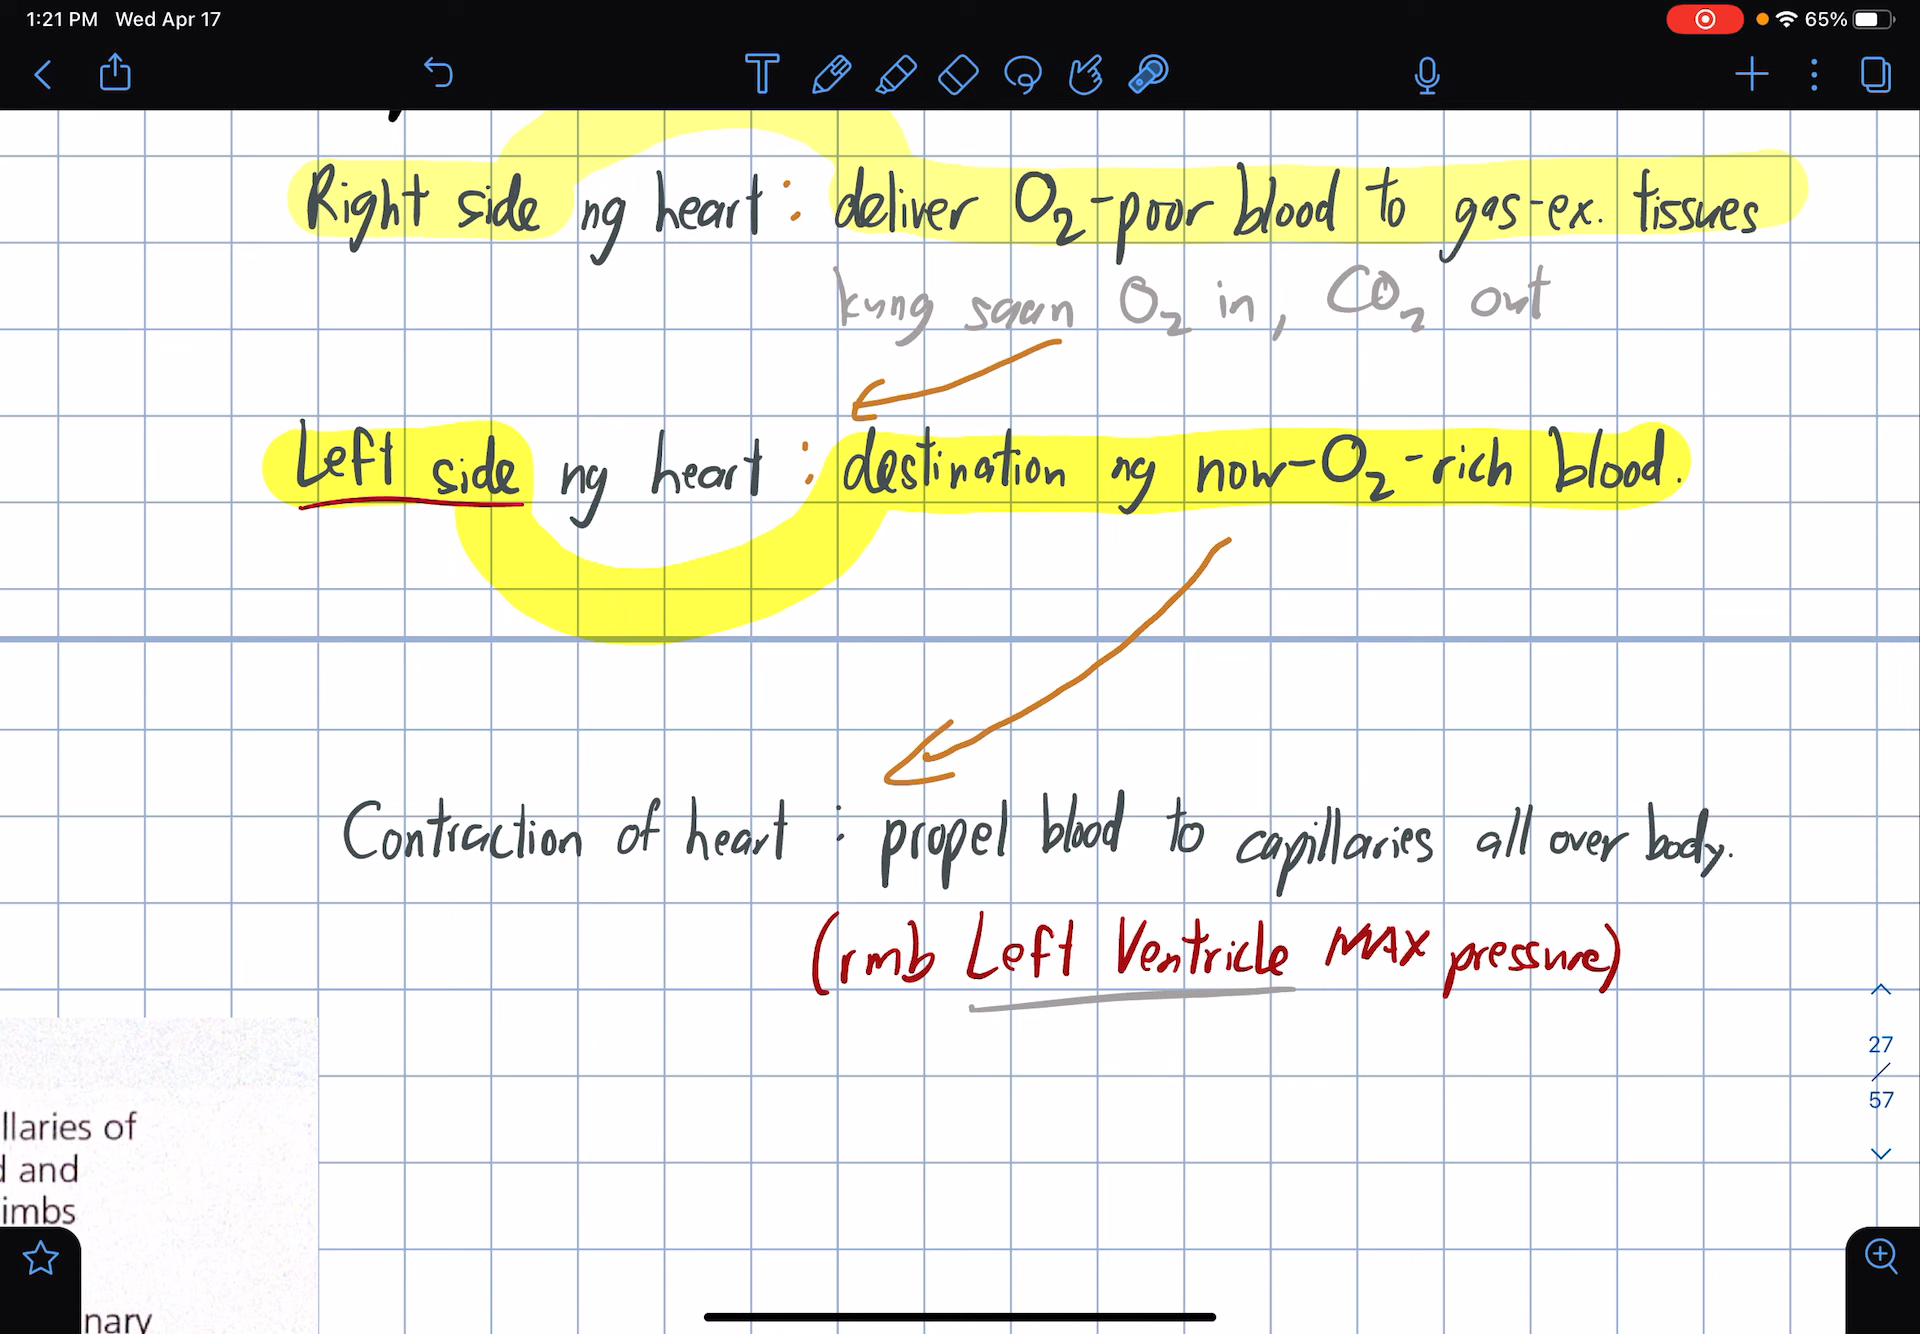 1:21 PM Wed Apr 17
65%
Right side ng heart : deliver O₂-poor blood to gas-ex. tissues
kung saan O₂ in, CO₂ out
Left side ng heart : destination ng now-O₂-rich blood.
Contraction of heart : propel blood to capillaries all over body.
(rmb Left Ventricle MAX pressure)
27
/
57
llaries of
d and
imbs
nary